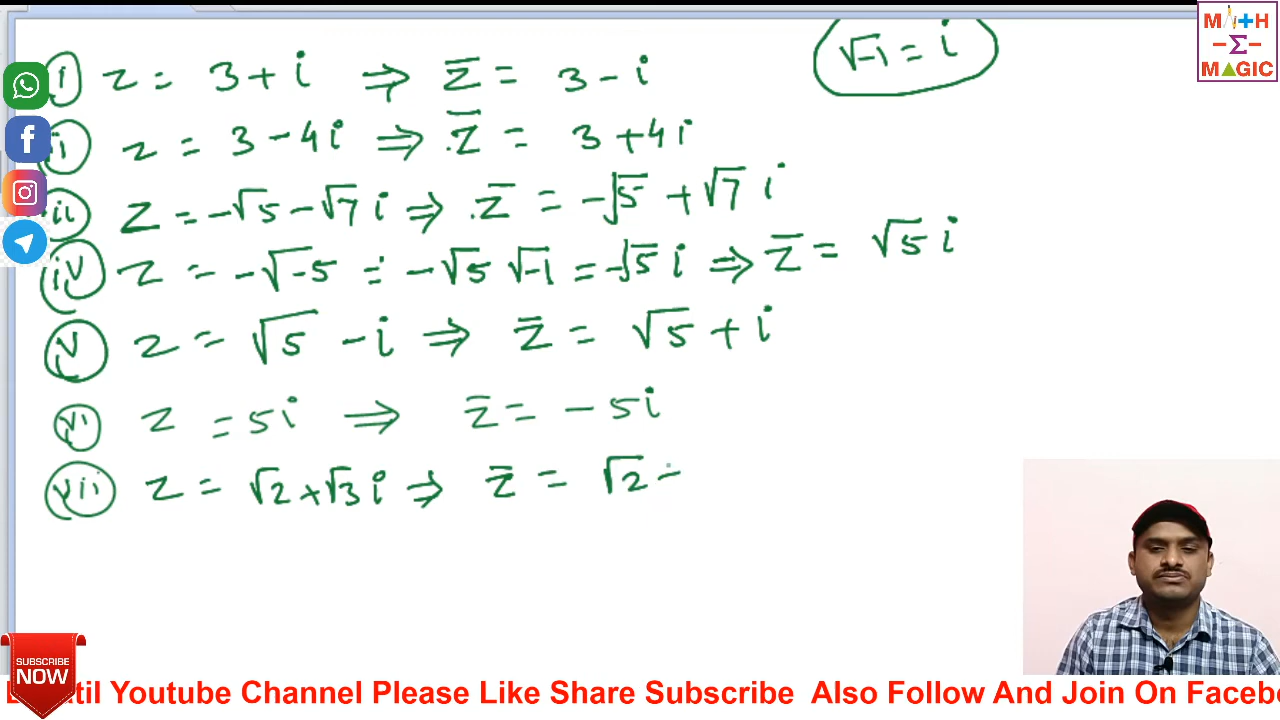 √-1 = i
MATH
-Σ-
MAGIC
i z = 3 + i ⇒ z̅ = 3 - i
z = 3 - 4i ⇒ .z̅ = 3 + 4i
z = -√5 - √7 i ⇒ .z̅ = -√5 + √7 i
iv z = -√-5 = -√5 √-1 = -√5 i ⇒ z̅ = √5 i
v z = √5 - i ⇒ z̅ = √5 + i
vi z = 5i ⇒ z̅ = - 5i
vii z = √2 + √3 i ⇒ z̅ = √2 -
SUBSCRIBE
NOW
til Youtube Channel Please Like Share Subscribe Also Follow And Join On Facebo